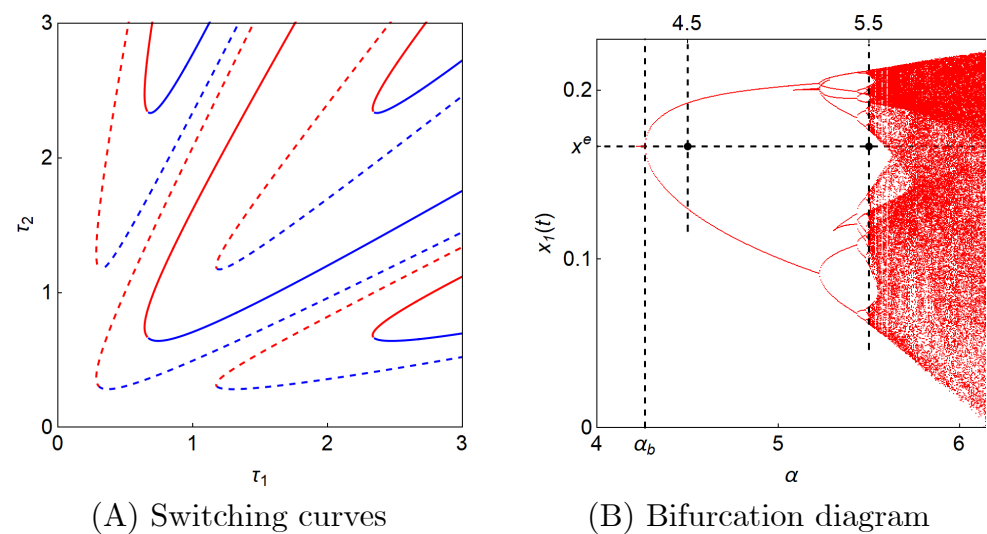 3
2
1
0
τ2
0 1 2 3
τ1
(A) Switching curves
4.5 5.5
0.2
x^e
0.1
0
x1(t)
4 αb 5 6
α
(B) Bifurcation diagram